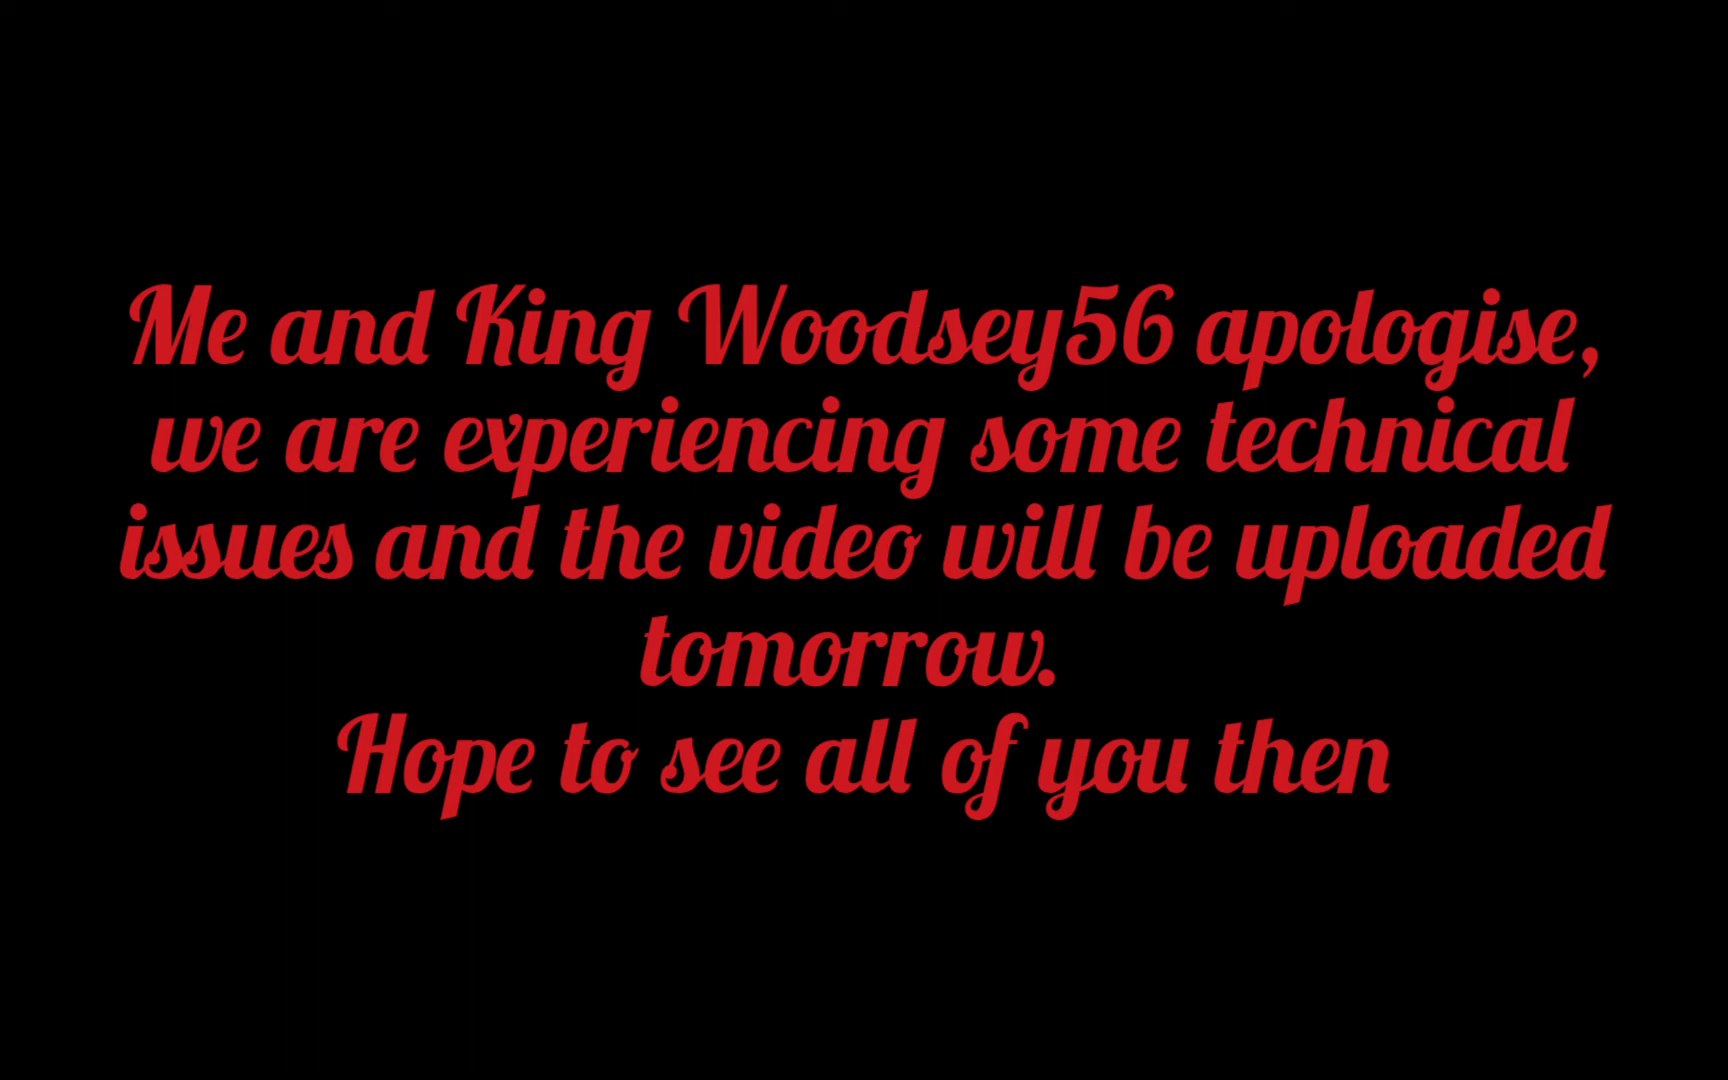 Me and King Woodsey56 apologise,
we are experiencing some technical
issues and the video will be uploaded
tomorrow.
Hope to see all of you then